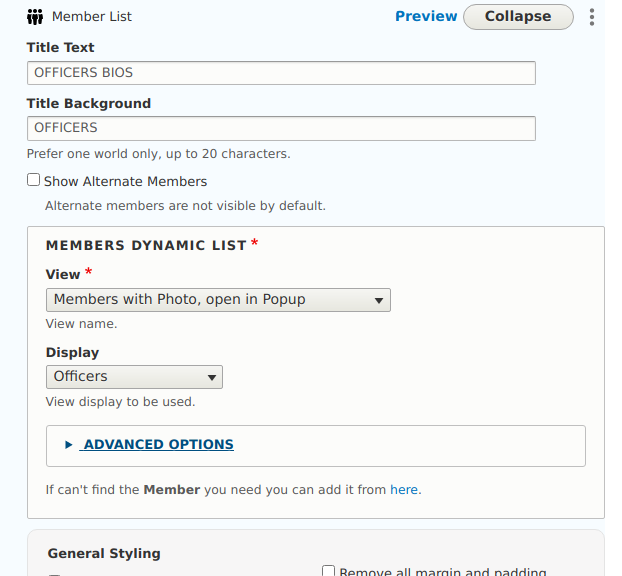 Member List Preview Collapse
Title Text
OFFICERS BIOS
Title Background
OFFICERS
Prefer one world only, up to 20 characters.
Show Alternate Members
Alternate members are not visible by default.
MEMBERS DYNAMIC LIST *
View *
Members with Photo, open in Popup
View name.
Display
Officers
View display to be used.
ADVANCED OPTIONS
If can't find the Member you need you can add it from here.
General Styling
Remove all margin and padding